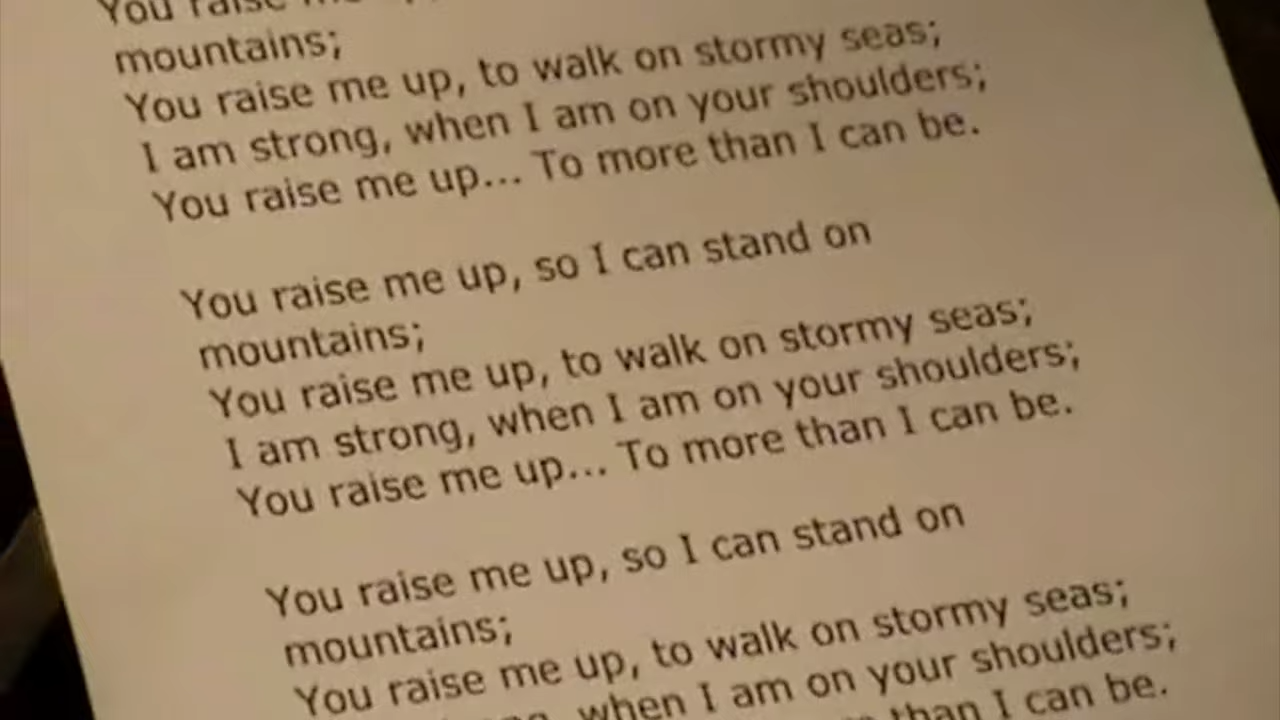 You raise me up,
mountains;
You raise me up, to walk on stormy seas;
I am strong, when I am on your shoulders;
You raise me up... To more than I can be.
You raise me up, so I can stand on
mountains;
You raise me up, to walk on stormy seas;
I am strong, when I am on your shoulders;
You raise me up... To more than I can be.
You raise me up, so I can stand on
mountains;
You raise me up, to walk on stormy seas;
when I am on your shoulders;
than I can be.